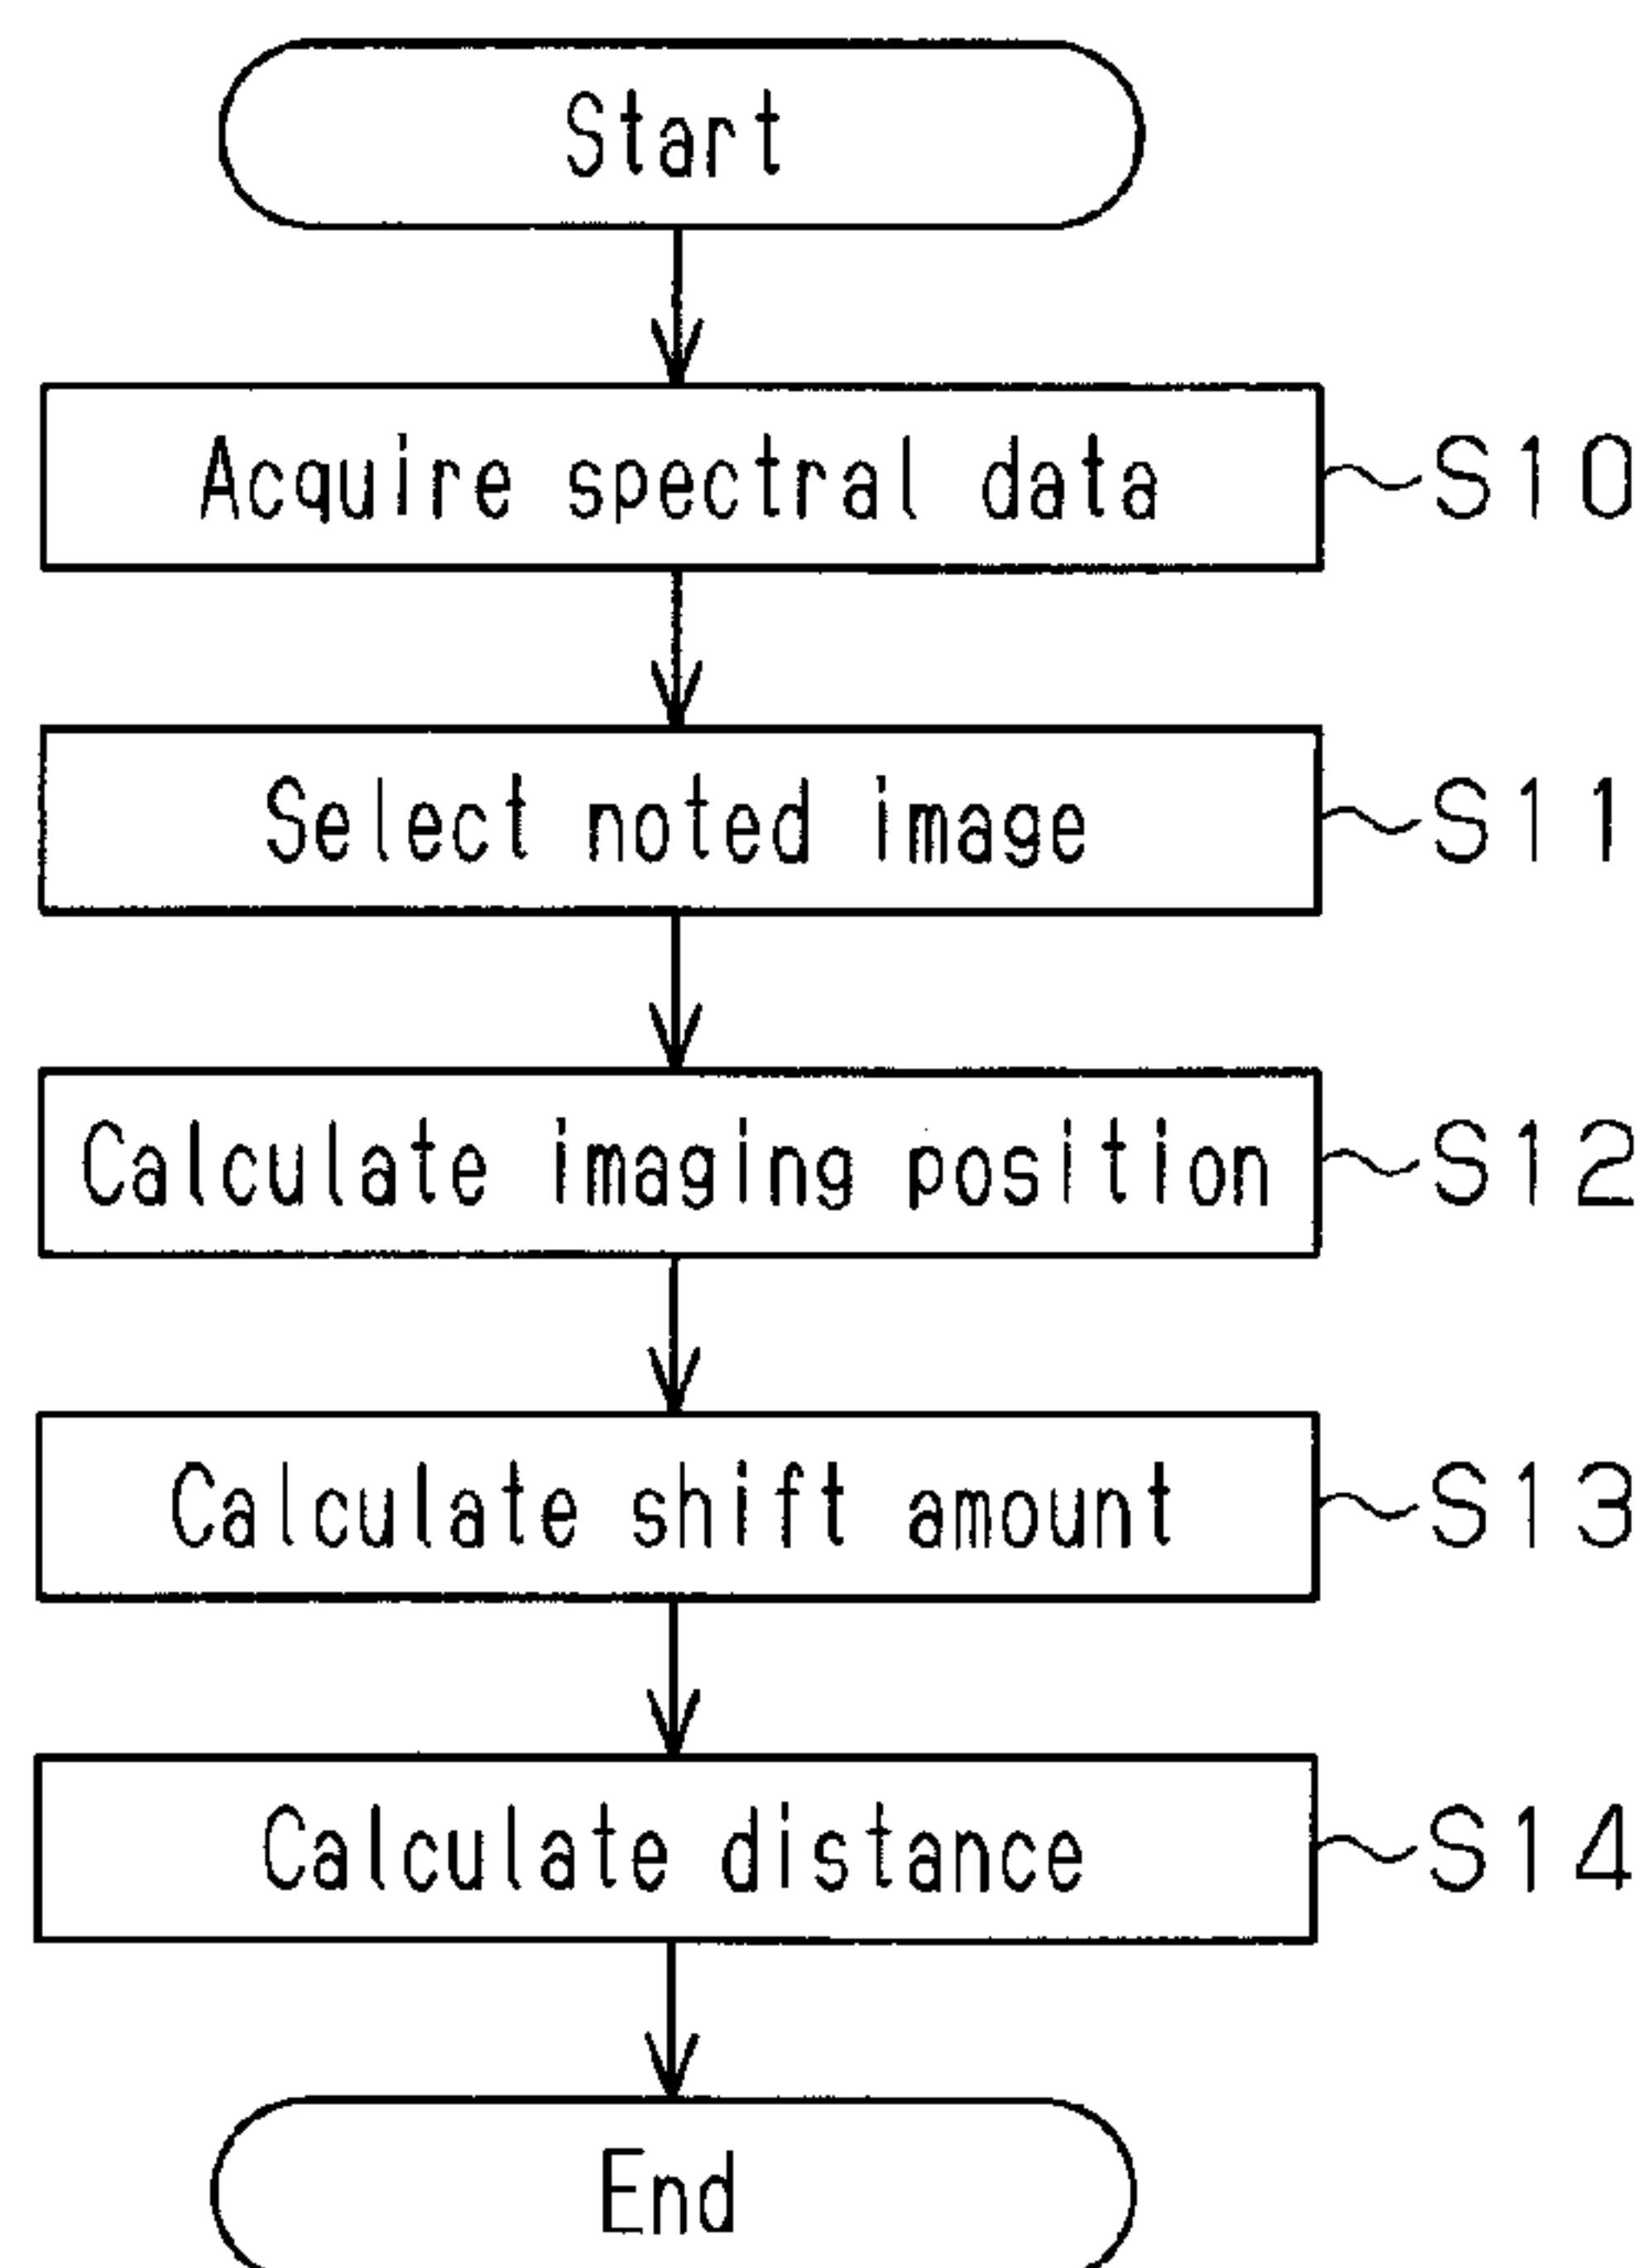 Start
Acquire spectral data S10
Select noted image S11
Calculate imaging position S12
Calculate shift amount S13
Calculate distance S14
End